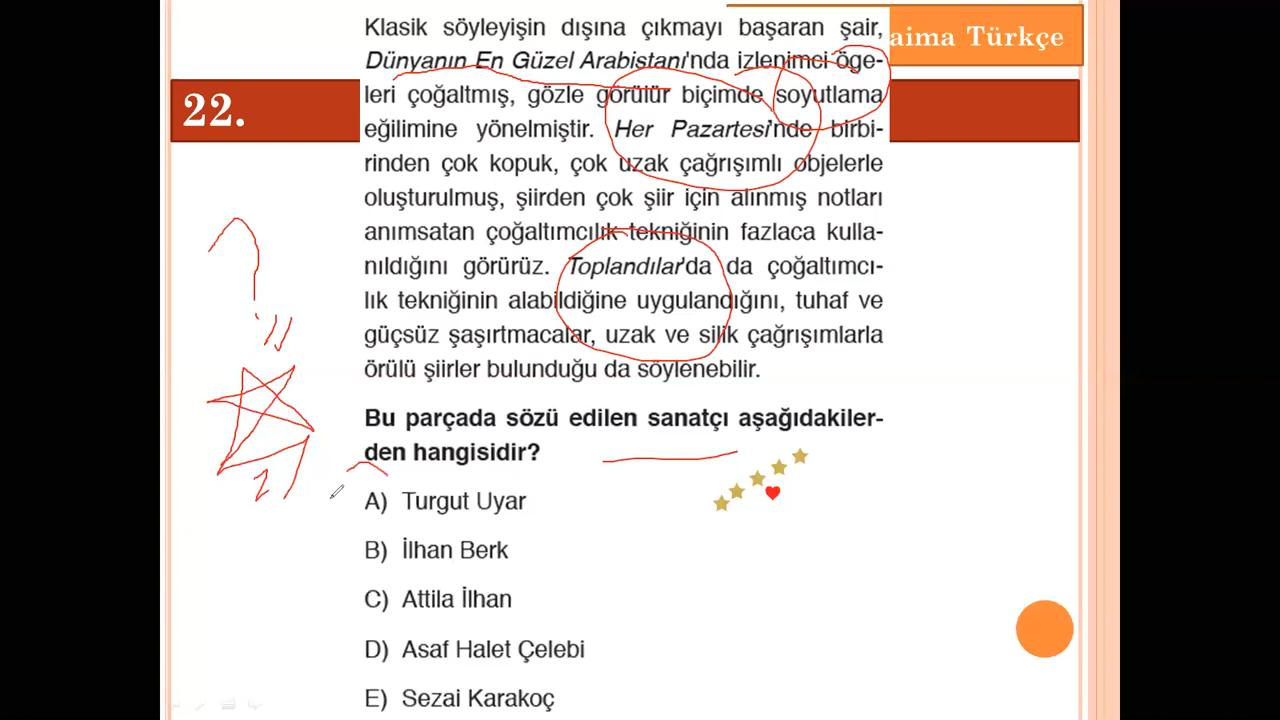 Klasik söyleyişin dışına çıkmayı başaran şair,
Dünyanın En Güzel Arabistanı'nda izlenimci öge-
leri çoğaltmış, gözle görülür biçimde soyutlama
eğilimine yönelmiştir. Her Pazartesi'nde birbi-
rinden çok kopuk, çok uzak çağrışımlı objelerle
oluşturulmuş, şiirden çok şiir için alınmış notları
anımsatan çoğaltımcılık tekniğinin fazlaca kulla-
nıldığını görürüz. Toplandılar'da da çoğaltımcı-
lık tekniğinin alabildiğine uygulandığını, tuhaf ve
güçsüz şaşırtmacalar, uzak ve silik çağrışımlarla
örülü şiirler bulunduğu da söylenebilir.
aima Türkçe
22.
Bu parçada sözü edilen sanatçı aşağıdakiler-
den hangisidir?
A) Turgut Uyar
B) İlhan Berk
C) Attila İlhan
D) Asaf Halet Çelebi
E) Sezai Karakoç